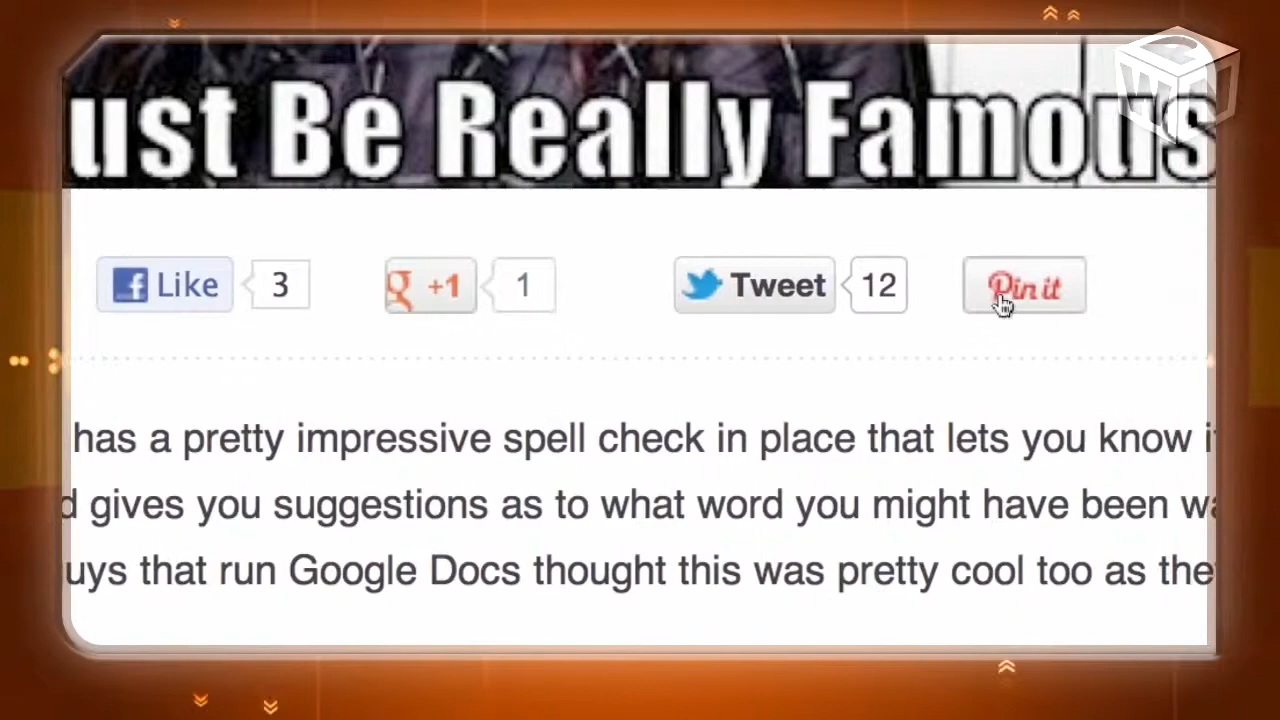 ust Be Really Famous
Like 3 +1 1 Tweet 12 Pin it
has a pretty impressive spell check in place that lets you know
gives you suggestions as to what word you might have been
uys that run Google Docs thought this was pretty cool too as the